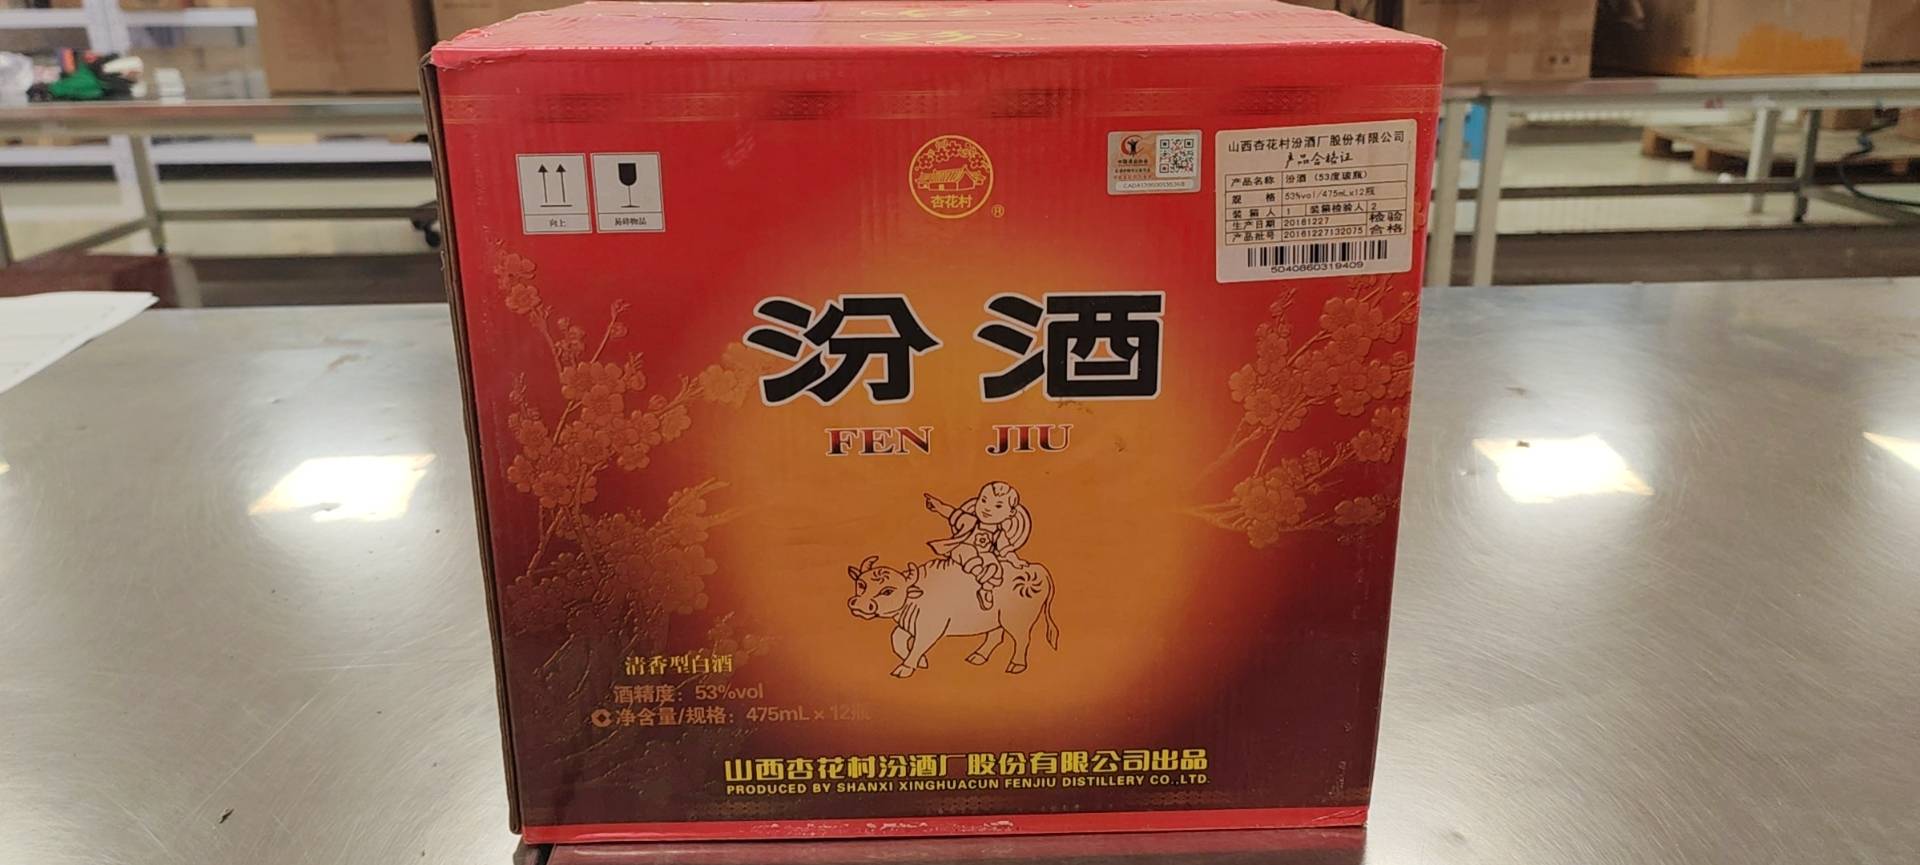 向上
易碎物品
杏花村
®
山西杏花村汾酒厂股份有限公司
产品合格证
产品名称 汾酒（53度玻瓶）
规 格 53%vol/475mL×12瓶
装箱人 1 装箱检验人 2
生产日期 20161227 检验
产品批号 20161227132075 合格
5040860319409
汾酒
FEN JIU
清香型白酒
酒精度：53%vol
净含量/规格：475mL×12瓶
山西杏花村汾酒厂股份有限公司出品
PRODUCED BY SHANXI XINGHUACUN FENJIU DISTILLERY CO.,LTD.